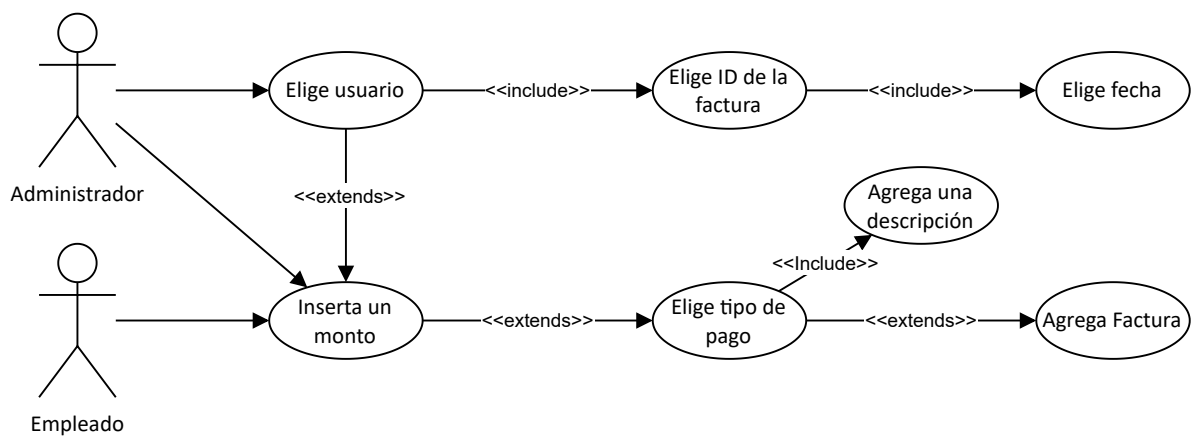 Elige usuario
<<include>>
Elige ID de la
factura
<<include>>
Elige fecha
Administrador
<<extends>>
Agrega una
descripción
<<Include>>
Inserta un
monto
<<extends>>
Elige tipo de
pago
<<extends>>
Agrega Factura
Empleado